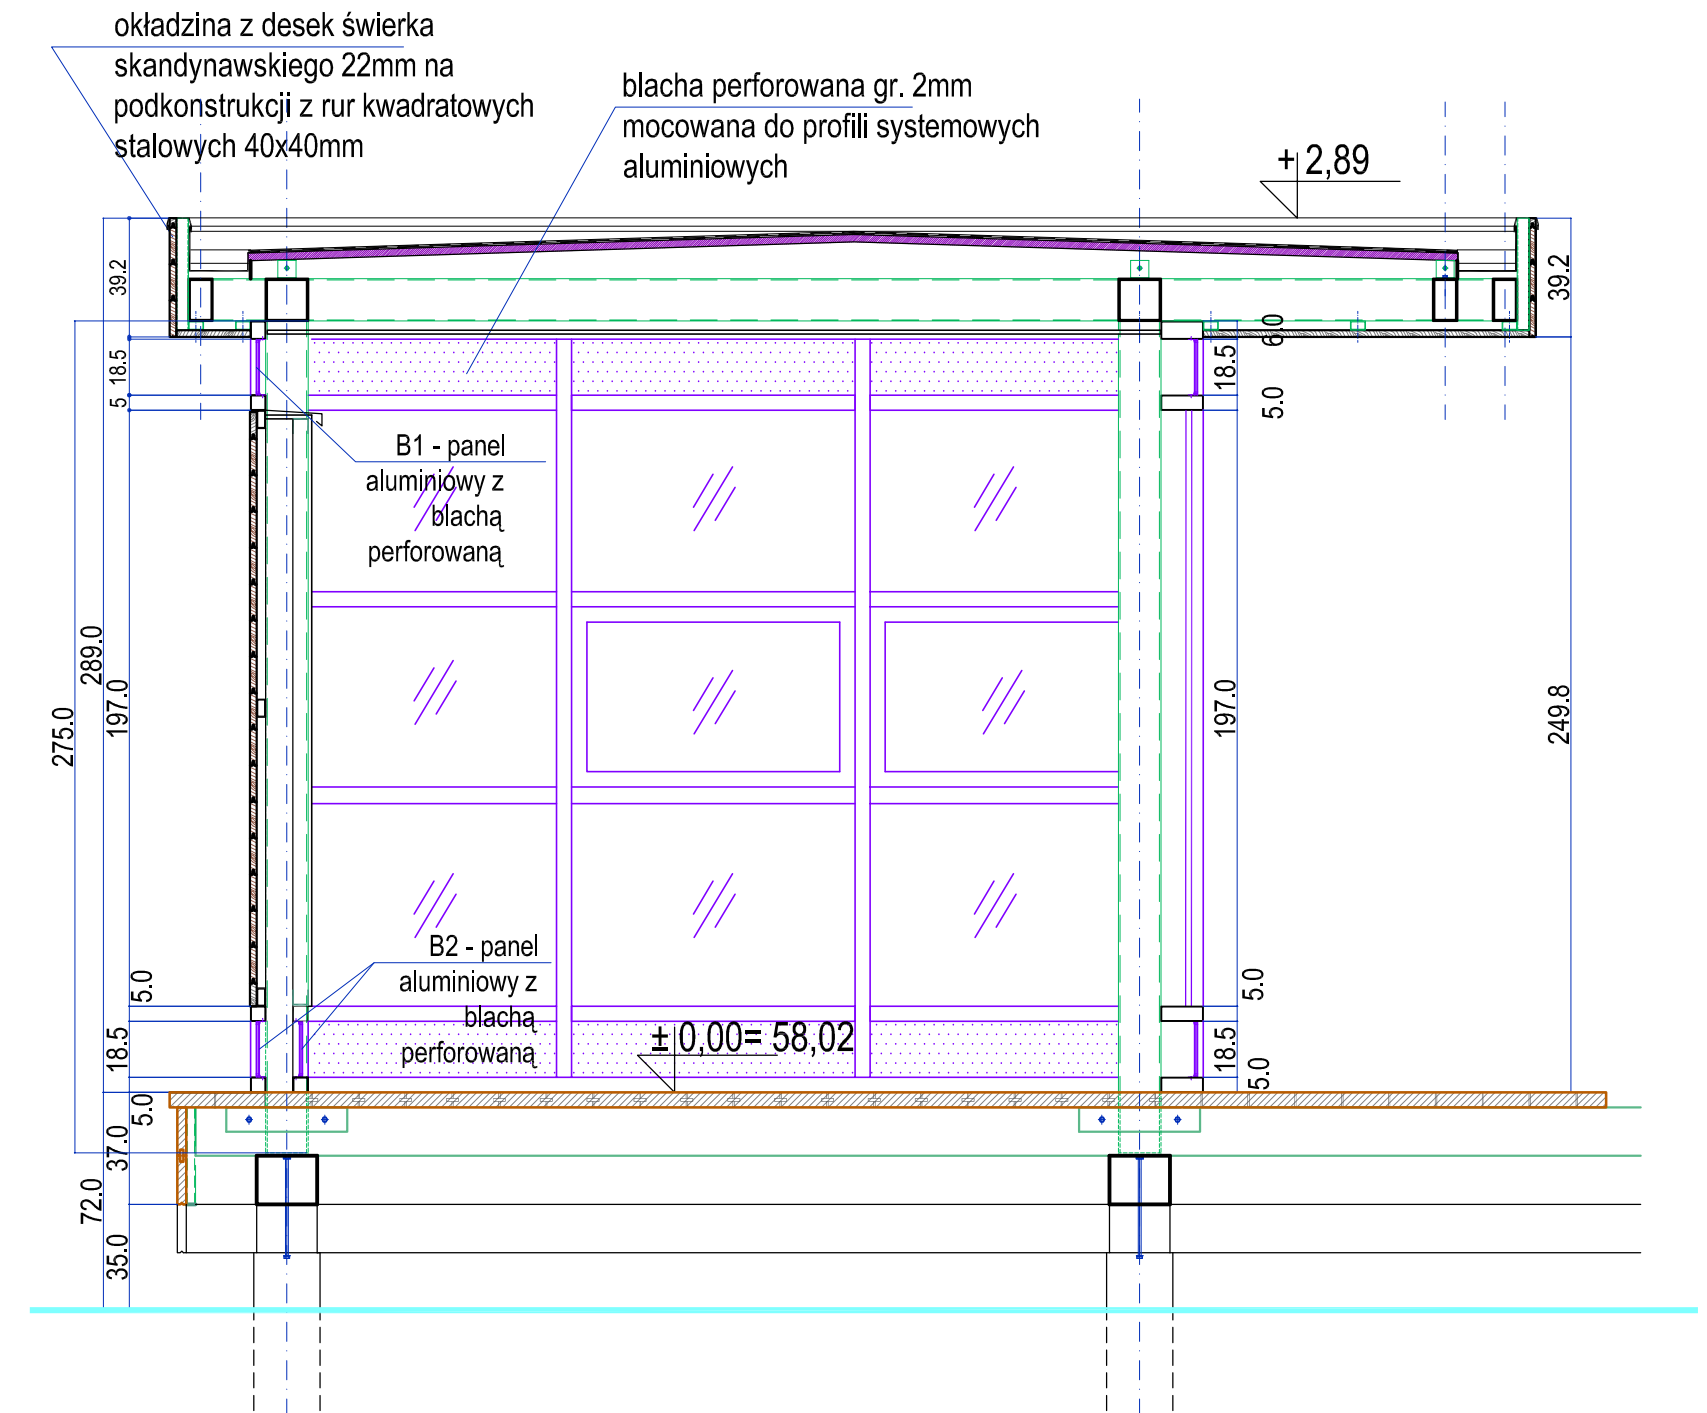 okładzina z desek świerka
skandynawskiego 22mm na
podkonstrukcji z rur kwadratowych
stalowych 40x40mm
blacha perforowana gr. 2mm
mocowana do profili systemowych
aluminiowych
+ 2,89
39.2
39.2
6.0
18.5
18.5
5
5.0
B1 - panel
aluminiowy z
blachą
perforowaną
289.0
197.0
275.0
197.0
249.8
B2 - panel
aluminiowy z
blachą
perforowaną
5.0
5.0
± 0,00= 58,02
18.5
18.5
5.0
5.0
37.0
72.0
35.0